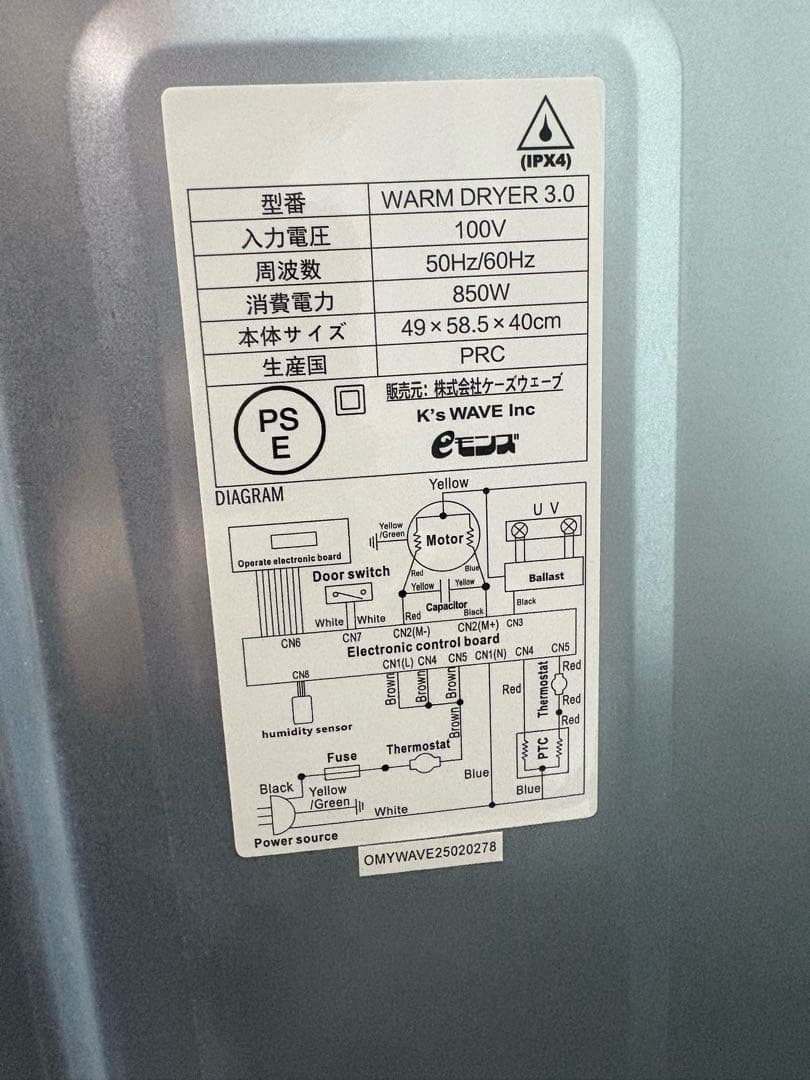 (IPX4)
型番 WARM DRYER 3.0
入力電圧 100V
周波数 50Hz/60Hz
消費電力 850W
本体サイズ 49×58.5×40cm
生産国 PRC
PS
E
販売元: 株式会社ケーズウェーブ
K's WAVE Inc
eモンズ
DIAGRAM
Yellow
Yellow
/Green
Motor
U V
Operate electronic board
Door switch
Red
Blue
Ballast
Yellow
Yellow
Capacitor
White
White
Red
Black
Black
CN6
CN7
CN2(M-)
CN2(M+)
CN3
Electronic control board
CN8
CN1(L)
CN4
CN5
CN1(N)
CN4
CN5
Brown
Brown
Brown
Red
Thermostat
Red
Red
Red
humidity sensor
Brown
Fuse
Thermostat
PTC
Blue
Blue
Black
Yellow
/Green
White
Power source
OMYWAVE25020278